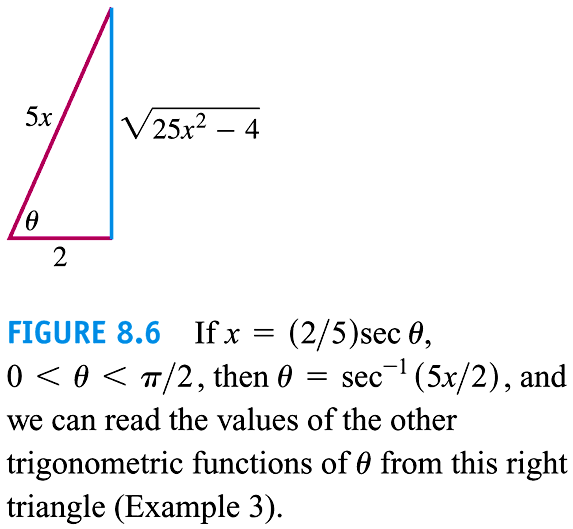 5x
√(25x² − 4)
θ
2
FIGURE 8.6 If x = (2/5)sec θ,
0 < θ < π/2, then θ = sec⁻¹ (5x/2), and
we can read the values of the other
trigonometric functions of θ from this right
triangle (Example 3).